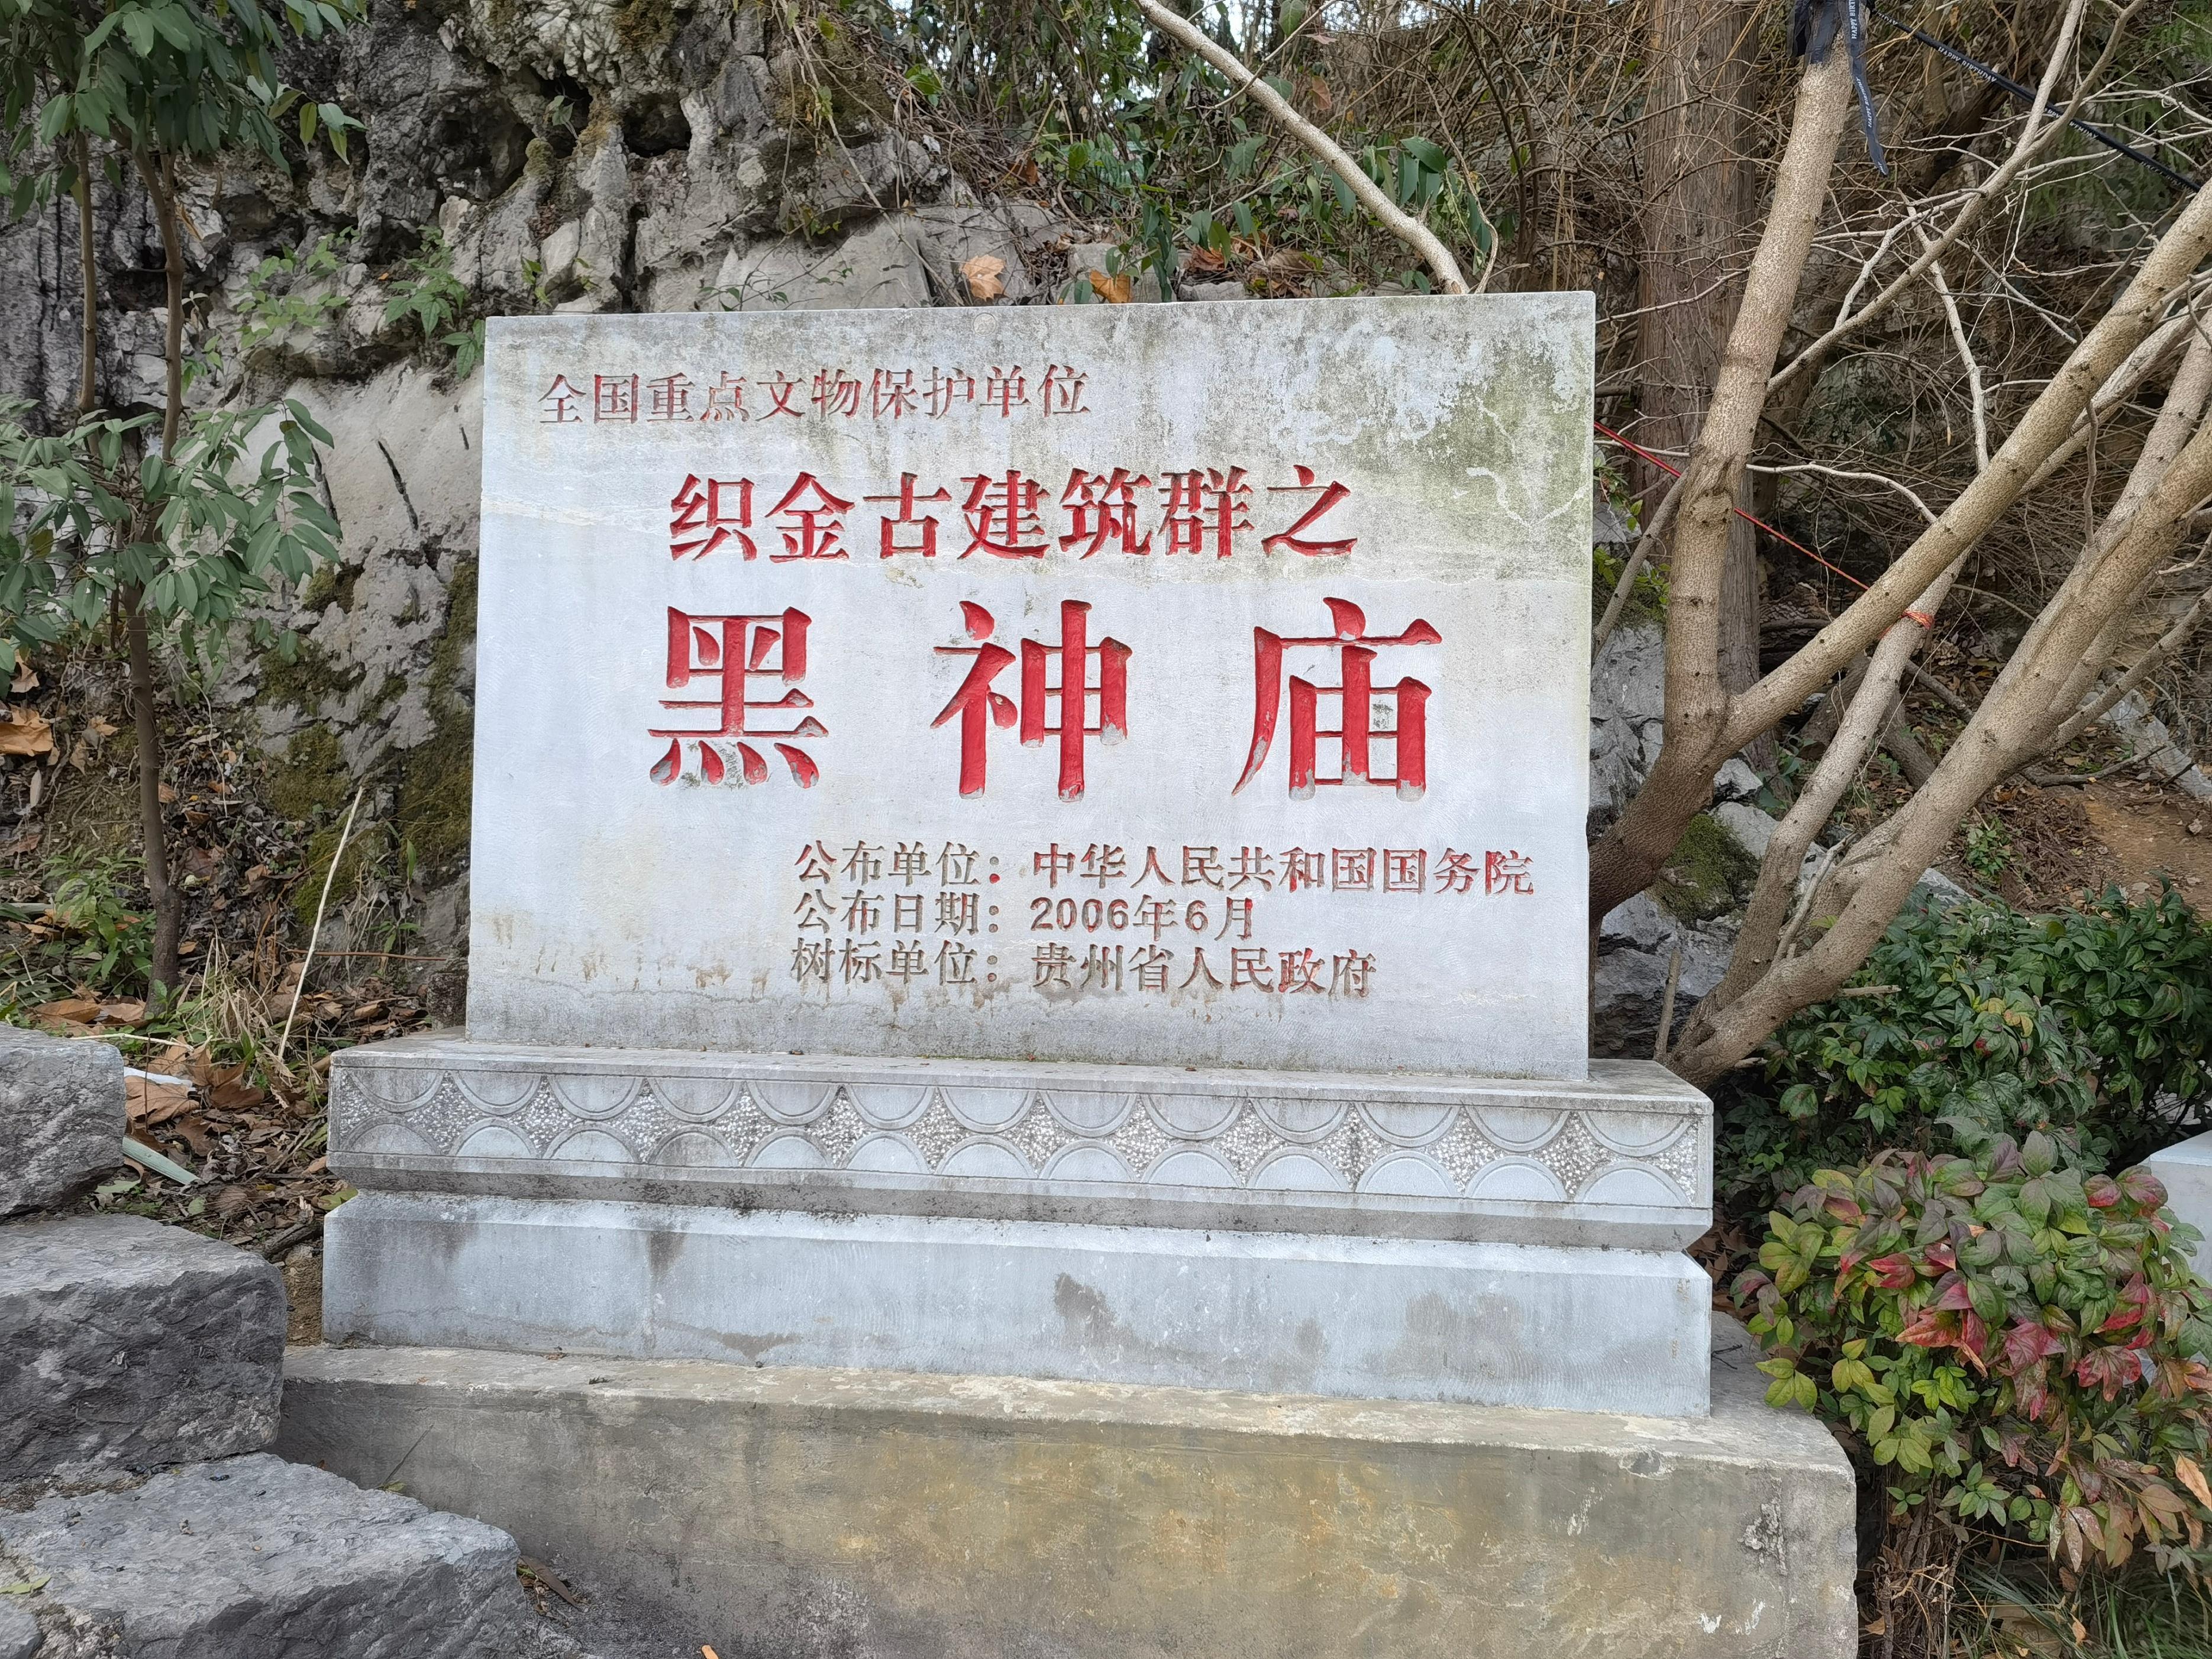 全国重点文物保护单位
织金古建筑群之
黑神庙
公布单位：中华人民共和国国务院
公布日期：2006年6月
树标单位：贵州省人民政府